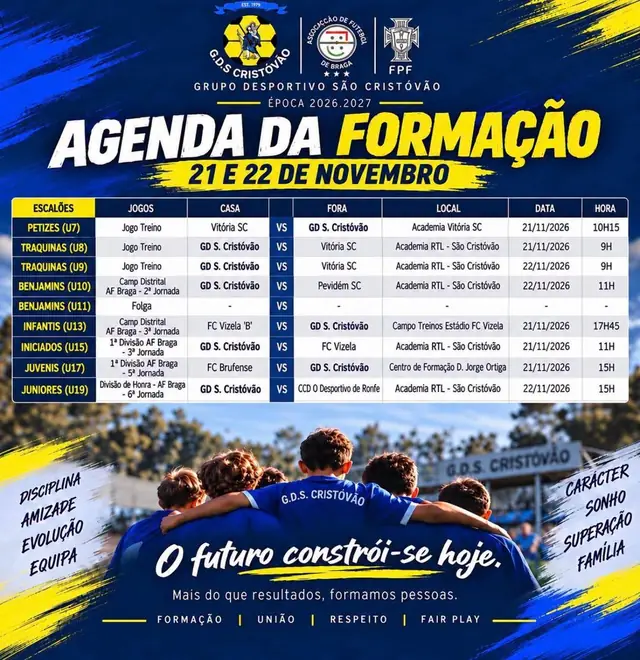 EST. 1976
G.D.S CRISTÓVÃO
ASSOCIAÇÃO DE FUTEBOL
DE BRAGA
FPF
GRUPO DESPORTIVO SÃO CRISTÓVÃO
ÉPOCA 2026.2027
AGENDA DA FORMAÇÃO
21 E 22 DE NOVEMBRO
ESCALÕES JOGOS CASA VS FORA LOCAL DATA HORA
PETIZES (U7) Jogo Treino Vitória SC VS GD S. Cristóvão Academia Vitória SC 21/11/2026 10H15
TRAQUINAS (U8) Jogo Treino GD S. Cristóvão VS Vitória SC Academia RTL - São Cristóvão 21/11/2026 9H
TRAQUINAS (U9) Jogo Treino GD S. Cristóvão VS Vitória SC Academia RTL - São Cristóvão 22/11/2026 9H
BENJAMINS (U10) Camp Distrital
AF Braga - 2ª Jornada GD S. Cristóvão VS Pevidém SC Academia RTL - São Cristóvão 22/11/2026 11H
BENJAMINS (U11) Folga - VS - - - -
INFANTIS (U13) Camp Distrital
AF Braga - 3ª Jornada FC Vizela 'B' VS GD S. Cristóvão Campo Treinos Estádio FC Vizela 21/11/2026 17H45
INICIADOS (U15) 1ª Divisão AF Braga
- 3ª Jornada GD S. Cristóvão VS FC Vizela Academia RTL - São Cristóvão 21/11/2026 11H
JUVENIS (U17) 1ª Divisão AF Braga
- 5ª Jornada FC Brufense VS GD S. Cristóvão Centro de Formação D. Jorge Ortiga 21/11/2026 15H
JUNIORES (U19) Divisão de Honra - AF Braga
- 6ª Jornada GD S. Cristóvão VS CCD O Desportivo de Ronfe Academia RTL - São Cristóvão 22/11/2026 15H
G.D.S. CRISTÓVÃO
DISCIPLINA
AMIZADE
EVOLUÇÃO
EQUIPA
G.D.S. CRISTÓVÃO
CARÁCTER
SONHO
SUPERAÇÃO
FAMÍLIA
O futuro constrói-se hoje.
Mais do que resultados, formamos pessoas.
FORMAÇÃO | UNIÃO | RESPEITO | FAIR PLAY